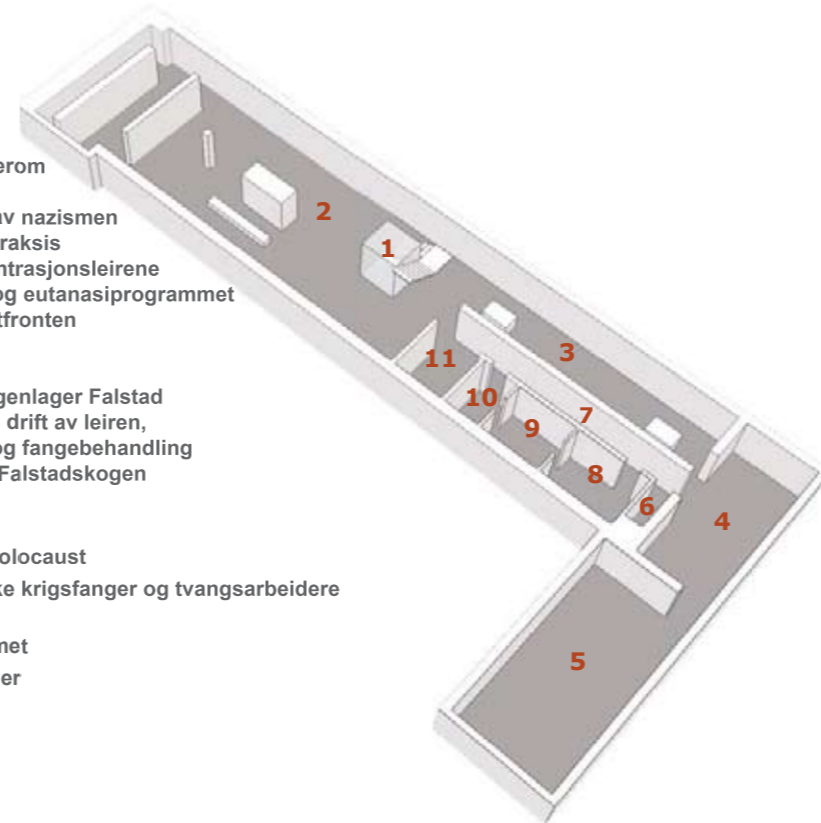 erom
av nazismen
raksis
ntrasjonsleirene
og eutanasiprogrammet
tfronten
genlager Falstad
drift av leiren,
og fangebehandling
Falstadskogen
olocaust
ke krigsfanger og tvangsarbeidere
met
er
1
2
3
4
5
6
7
8
9
10
11